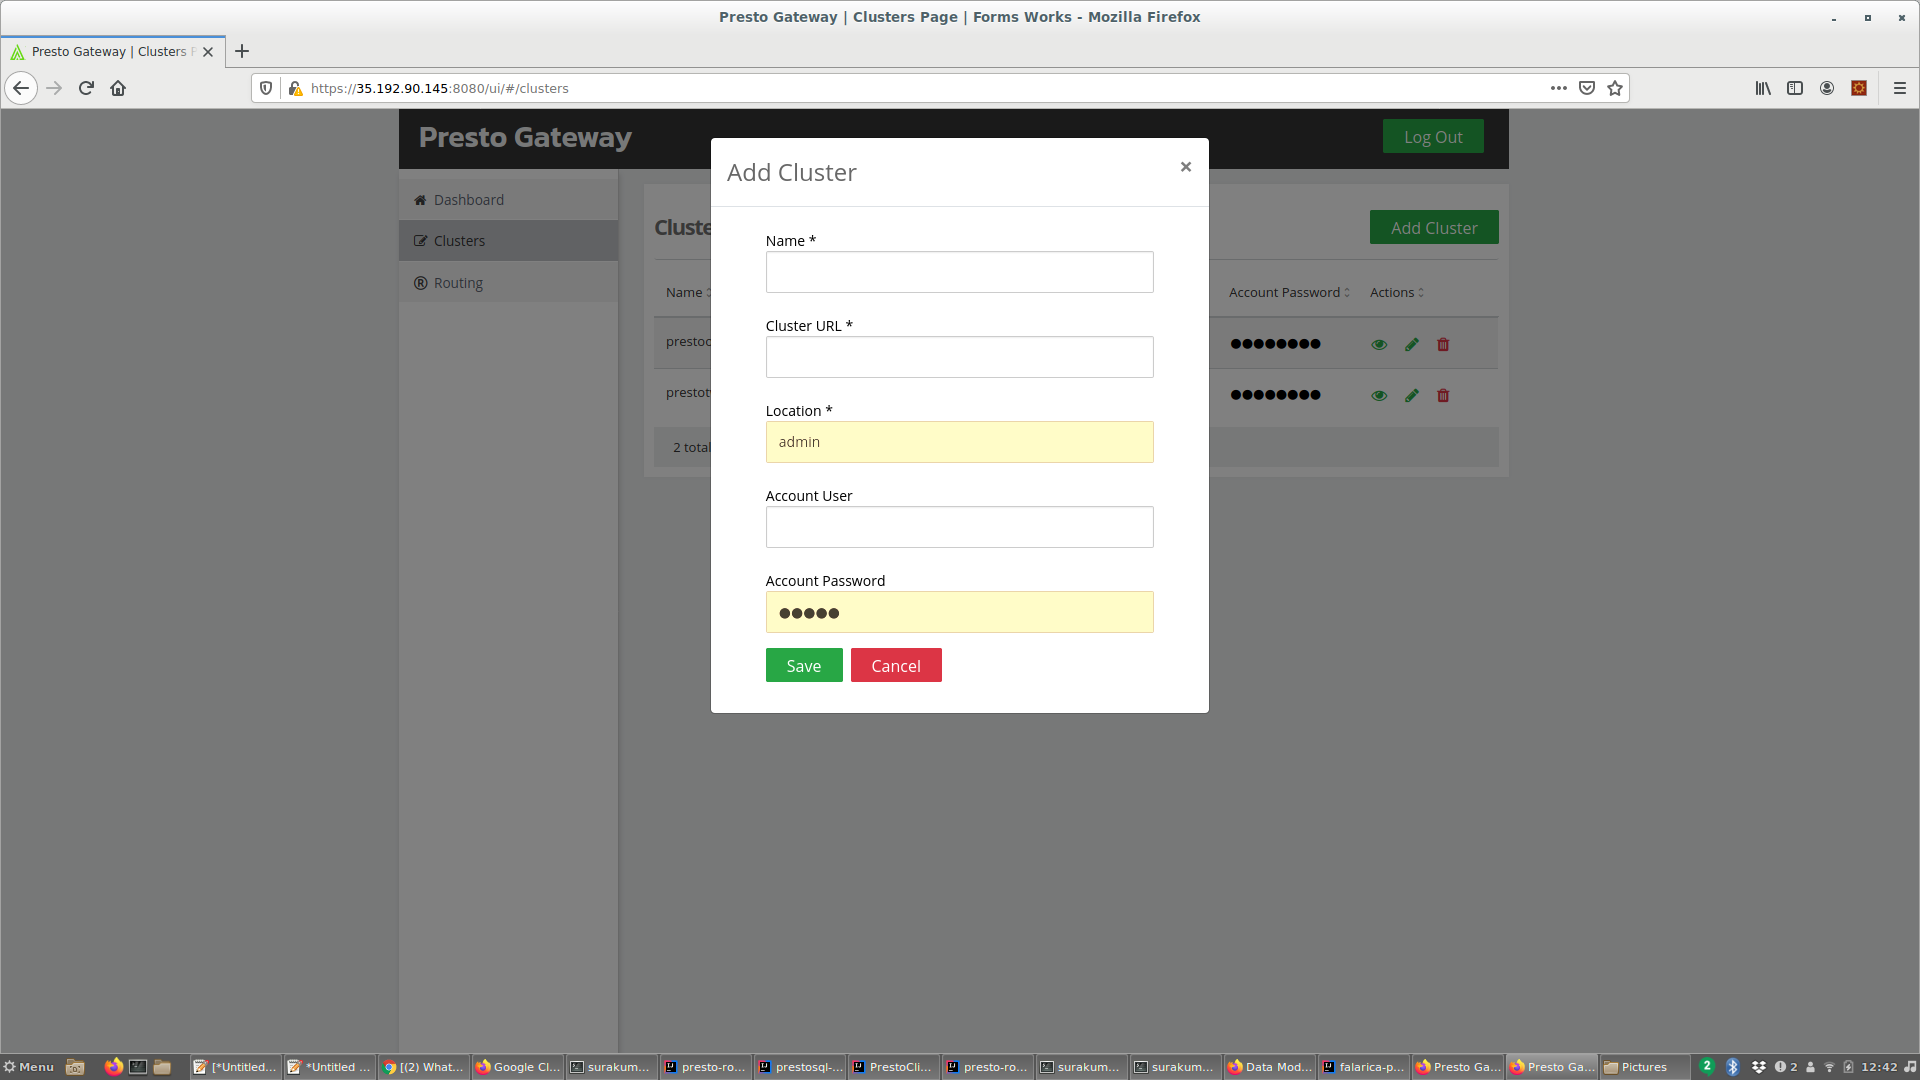 Presto Gateway | Clusters Page | Forms Works - Mozilla Firefox
Presto Gateway | Clusters
https://35.192.90.145:8080/ui/#/clusters
Presto Gateway
Log Out
Dashboard
Clusters
Routing
Cluste
Add Cluster
Name
Account Password
Actions
prestoc
prestot
2 total
Add Cluster
×
Name *
Cluster URL *
Location *
admin
Account User
Account Password
●●●●●
Save
Cancel
Menu
[*Untitled...
*Untitled ...
[(2) What...
Google Cl...
surakum...
presto-ro...
prestosql-...
PrestoCli...
presto-ro...
surakum...
surakum...
Data Mod...
falarica-p...
Presto Ga...
Presto Ga...
Pictures
2
2
12:42